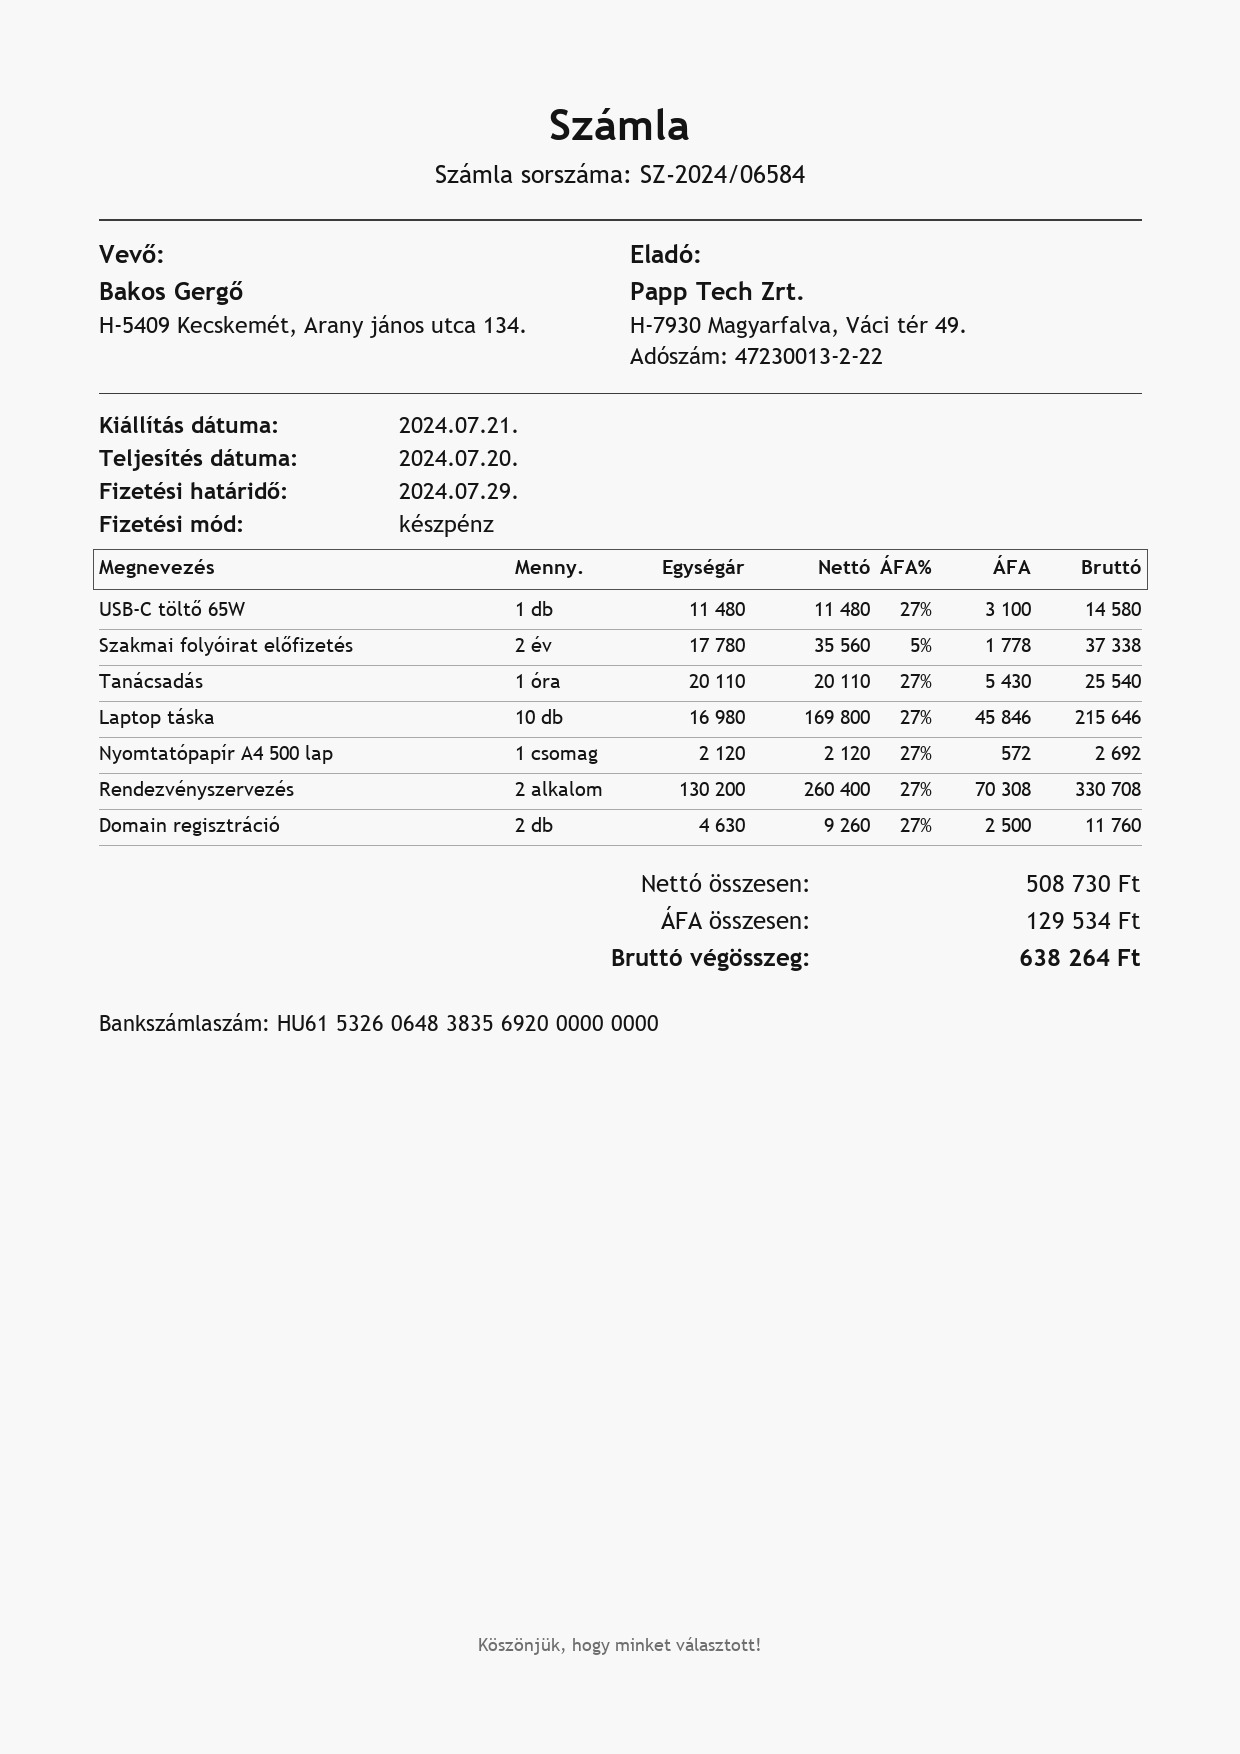 Számla
Számla sorszáma: SZ-2024/06584
Vevő:
Bakos Gergő
H-5409 Kecskemét, Arany jános utca 134.
Eladó:
Papp Tech Zrt.
H-7930 Magyarfalva, Váci tér 49.
Adószám: 47230013-2-22
Kiállítás dátuma: 2024.07.21.
Teljesítés dátuma: 2024.07.20.
Fizetési határidő: 2024.07.29.
Fizetési mód: készpénz
Megnevezés Menny. Egységár Nettó ÁFA% ÁFA Bruttó
USB-C töltő 65W 1 db 11 480 11 480 27% 3 100 14 580
Szakmai folyóirat előfizetés 2 év 17 780 35 560 5% 1 778 37 338
Tanácsadás 1 óra 20 110 20 110 27% 5 430 25 540
Laptop táska 10 db 16 980 169 800 27% 45 846 215 646
Nyomtatópapír A4 500 lap 1 csomag 2 120 2 120 27% 572 2 692
Rendezvényszervezés 2 alkalom 130 200 260 400 27% 70 308 330 708
Domain regisztráció 2 db 4 630 9 260 27% 2 500 11 760
Nettó összesen: 508 730 Ft
ÁFA összesen: 129 534 Ft
Bruttó végösszeg: 638 264 Ft
Bankszámlaszám: HU61 5326 0648 3835 6920 0000 0000
Köszönjük, hogy minket választott!